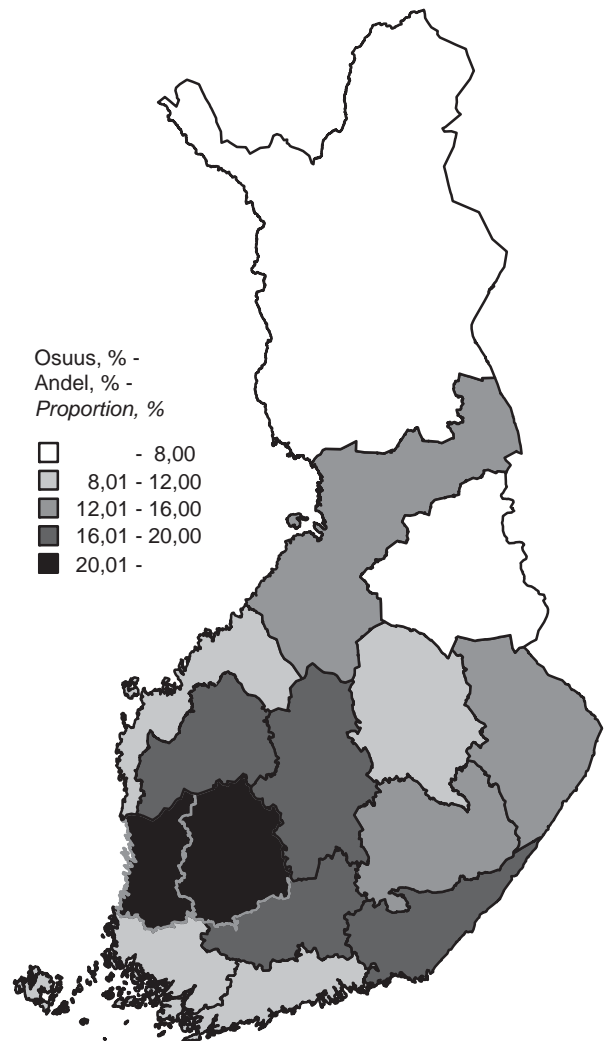 Osuus, % -
Andel, % -
Proportion, %
- 8,00
8,01 - 12,00
12,01 - 16,00
16,01 - 20,00
20,01 -